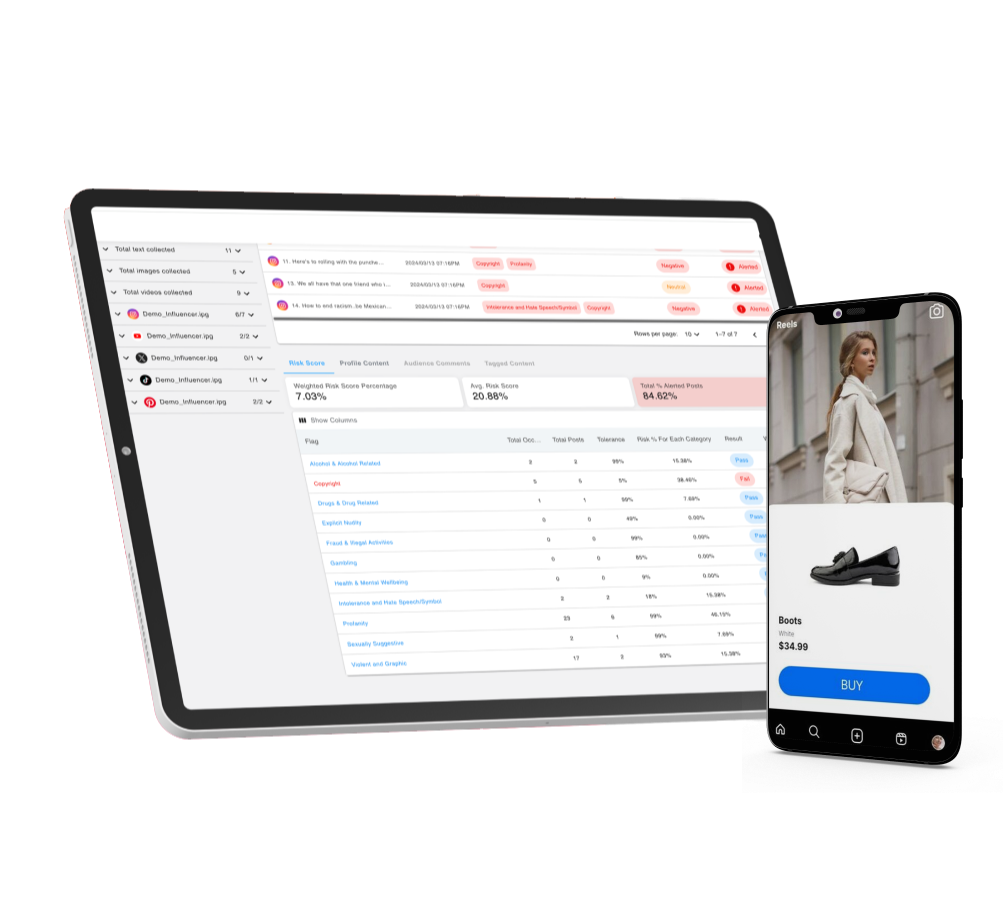 Total text collected 11
Total images collected 5
Total videos collected 9
Demo_Influencer.jpg 6/7
Demo_Influencer.jpg 2/2
Demo_Influencer.jpg 0/1
Demo_Influencer.jpg 1/1
Demo_Influencer.jpg 2/2
11. Here's to rolling with the punche... 2024/03/13 07:16PM Copyright Profanity Negative Alerted
13. We all have that one friend who i... 2024/03/13 07:16PM Copyright Neutral Alerted
14. How to end racism .be Mexican... 2024/03/13 07:16PM Intolerance and Hate Speech/Symbol Copyright Negative Alerted
Rows per page: 10 1–7 of 7
Risk Score Profile Content Audience Comments Tagged Content
Weighted Risk Score Percentage Avg. Risk Score Total % Alerted Posts
7.03% 20.88% 84.62%
Show Columns
Flag Total Occ... Total Posts Tolerance Risk % For Each Category Result
Alcohol & Alcohol Related 2 2 99% 15.38% Pass
Copyright 5 5 5% 38.46% Fail
Drugs & Drug Related 1 1 99% 7.69% Pass
Explicit Nudity 0 0 49% 0.00% Pass
Fraud & Illegal Activities 0 0 99% 0.00%
Gambling 0 0 85% 0.00%
Health & Mental Wellbeing 0 0 9% 0.00%
Intolerance and Hate Speech/Symbol 2 2 18% 15.38%
Profanity 23 6 99% 46.15%
Sexually Suggestive 2 1 99% 7.69%
Violent and Graphic 17 2 93% 15.38%
Reels
Boots
White
$34.99
BUY